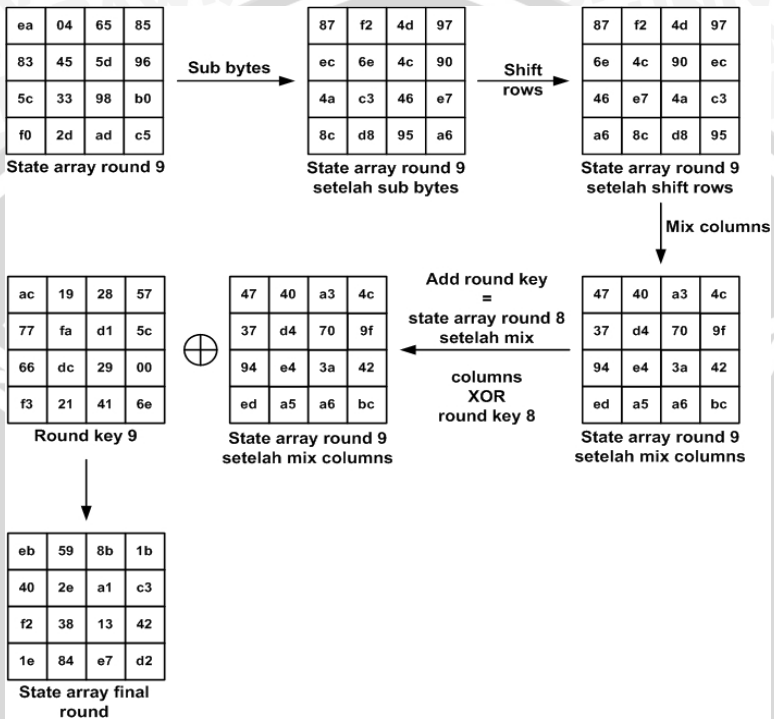 ea 04 65 85
83 45 5d 96
5c 33 98 b0
f0 2d ad c5
State array round 9
Sub bytes
87 f2 4d 97
ec 6e 4c 90
4a c3 46 e7
8c d8 95 a6
State array round 9
setelah sub bytes
Shift
rows
87 f2 4d 97
6e 4c 90 ec
46 e7 4a c3
a6 8c d8 95
State array round 9
setelah shift rows
Mix columns
47 40 a3 4c
37 d4 70 9f
94 e4 3a 42
ed a5 a6 bc
State array round 9
setelah mix columns
Add round key
=
state array round 8
setelah mix
columns
XOR
round key 8
47 40 a3 4c
37 d4 70 9f
94 e4 3a 42
ed a5 a6 bc
State array round 9
setelah mix columns
ac 19 28 57
77 fa d1 5c
66 dc 29 00
f3 21 41 6e
Round key 9
eb 59 8b 1b
40 2e a1 c3
f2 38 13 42
1e 84 e7 d2
State array final
round